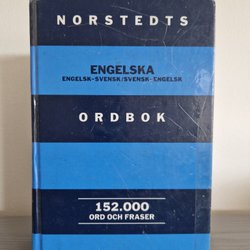 NORSTEDTS
ENGELSKA
ENGELSK-SVENSK/SVENSK-ENGELSK
ORDBOK
152.000
ORD OCH FRASER